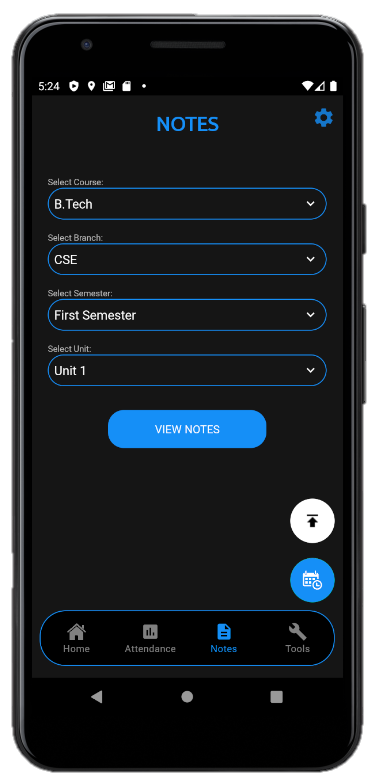 5:24
NOTES
Select Course:
B.Tech
Select Branch:
CSE
Select Semester:
First Semester
Select Unit:
Unit 1
VIEW NOTES
Home Attendance Notes Tools